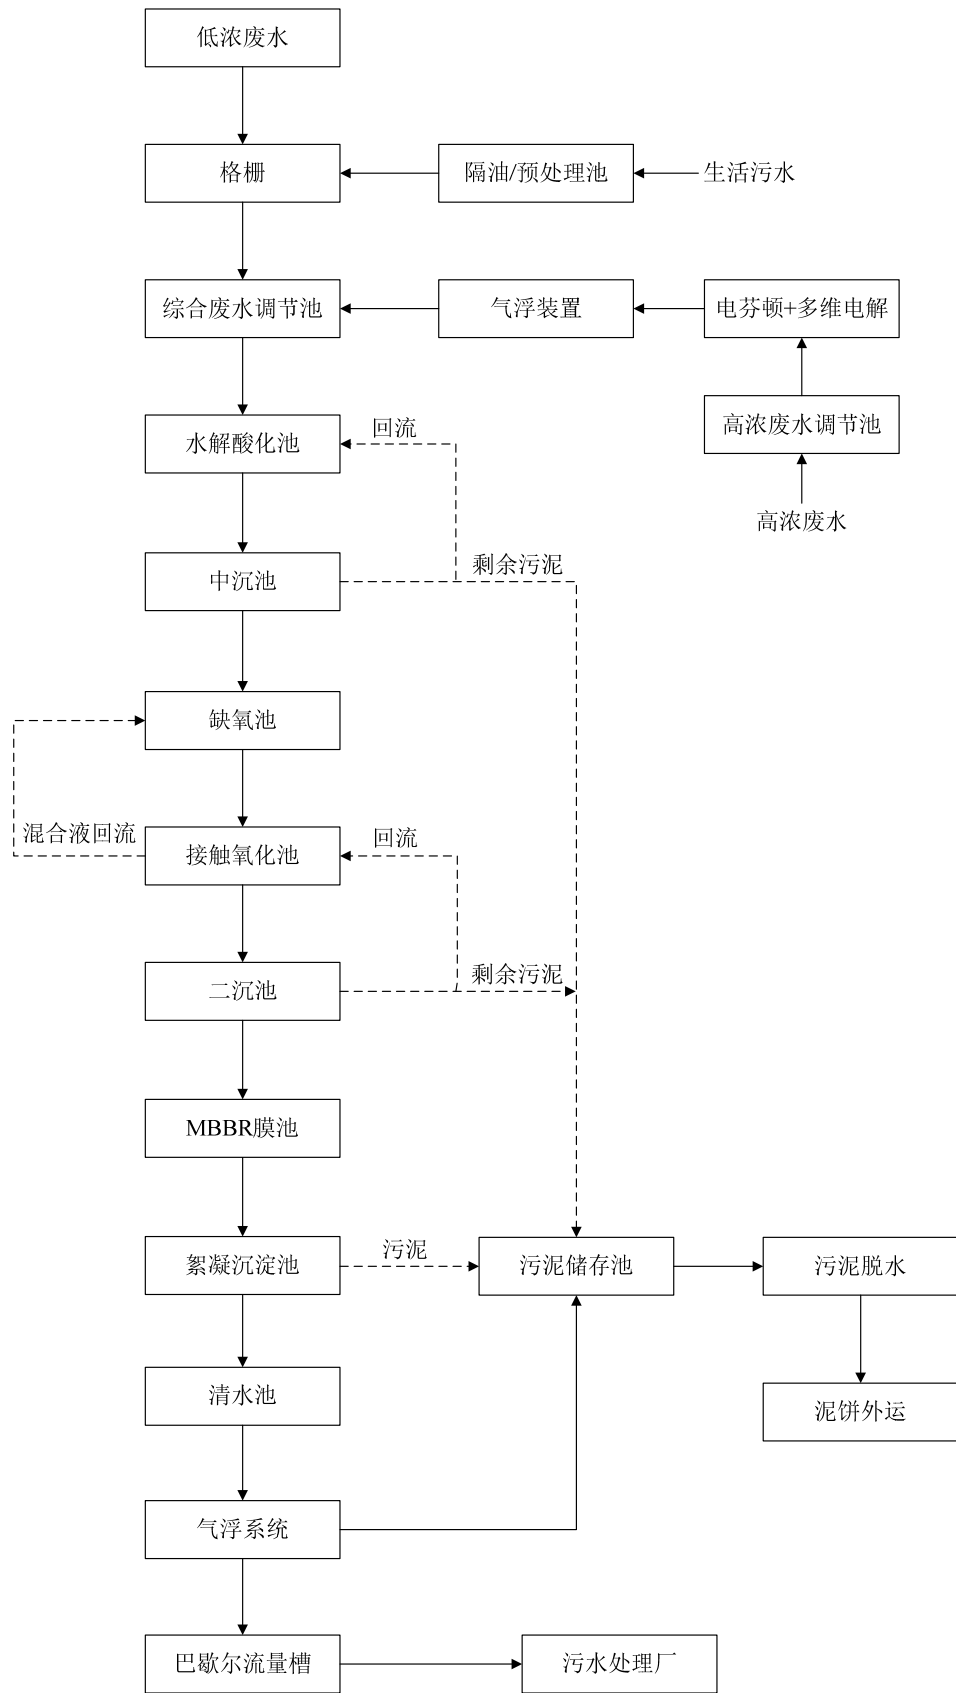 低浓废水
格栅
隔油/预处理池
生活污水
综合废水调节池
气浮装置
电芬顿+多维电解
水解酸化池
回流
高浓废水调节池
高浓废水
中沉池
剩余污泥
缺氧池
混合液回流
接触氧化池
回流
二沉池
剩余污泥
MBBR膜池
絮凝沉淀池
污泥
污泥储存池
污泥脱水
清水池
泥饼外运
气浮系统
巴歇尔流量槽
污水处理厂